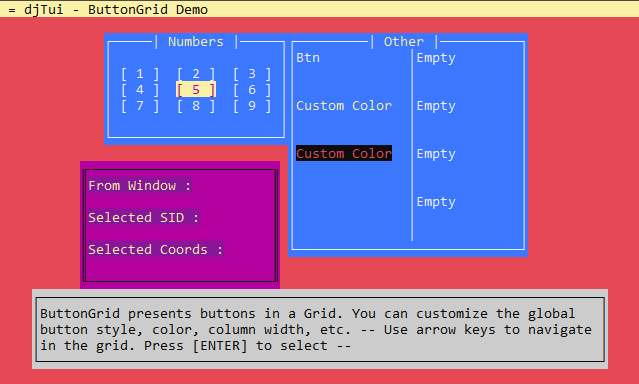 = djTui - ButtonGrid Demo
Numbers
[ 1 ] [ 2 ] [ 3 ]
[ 4 ] [ 5 ] [ 6 ]
[ 7 ] [ 8 ] [ 9 ]
Other
Btn Empty
Custom Color Empty
Custom Color Empty
Empty
From Window :
Selected SID :
Selected Coords :
ButtonGrid presents buttons in a Grid. You can customize the global
button style, color, column width, etc. -- Use arrow keys to navigate
in the grid. Press [ENTER] to select --